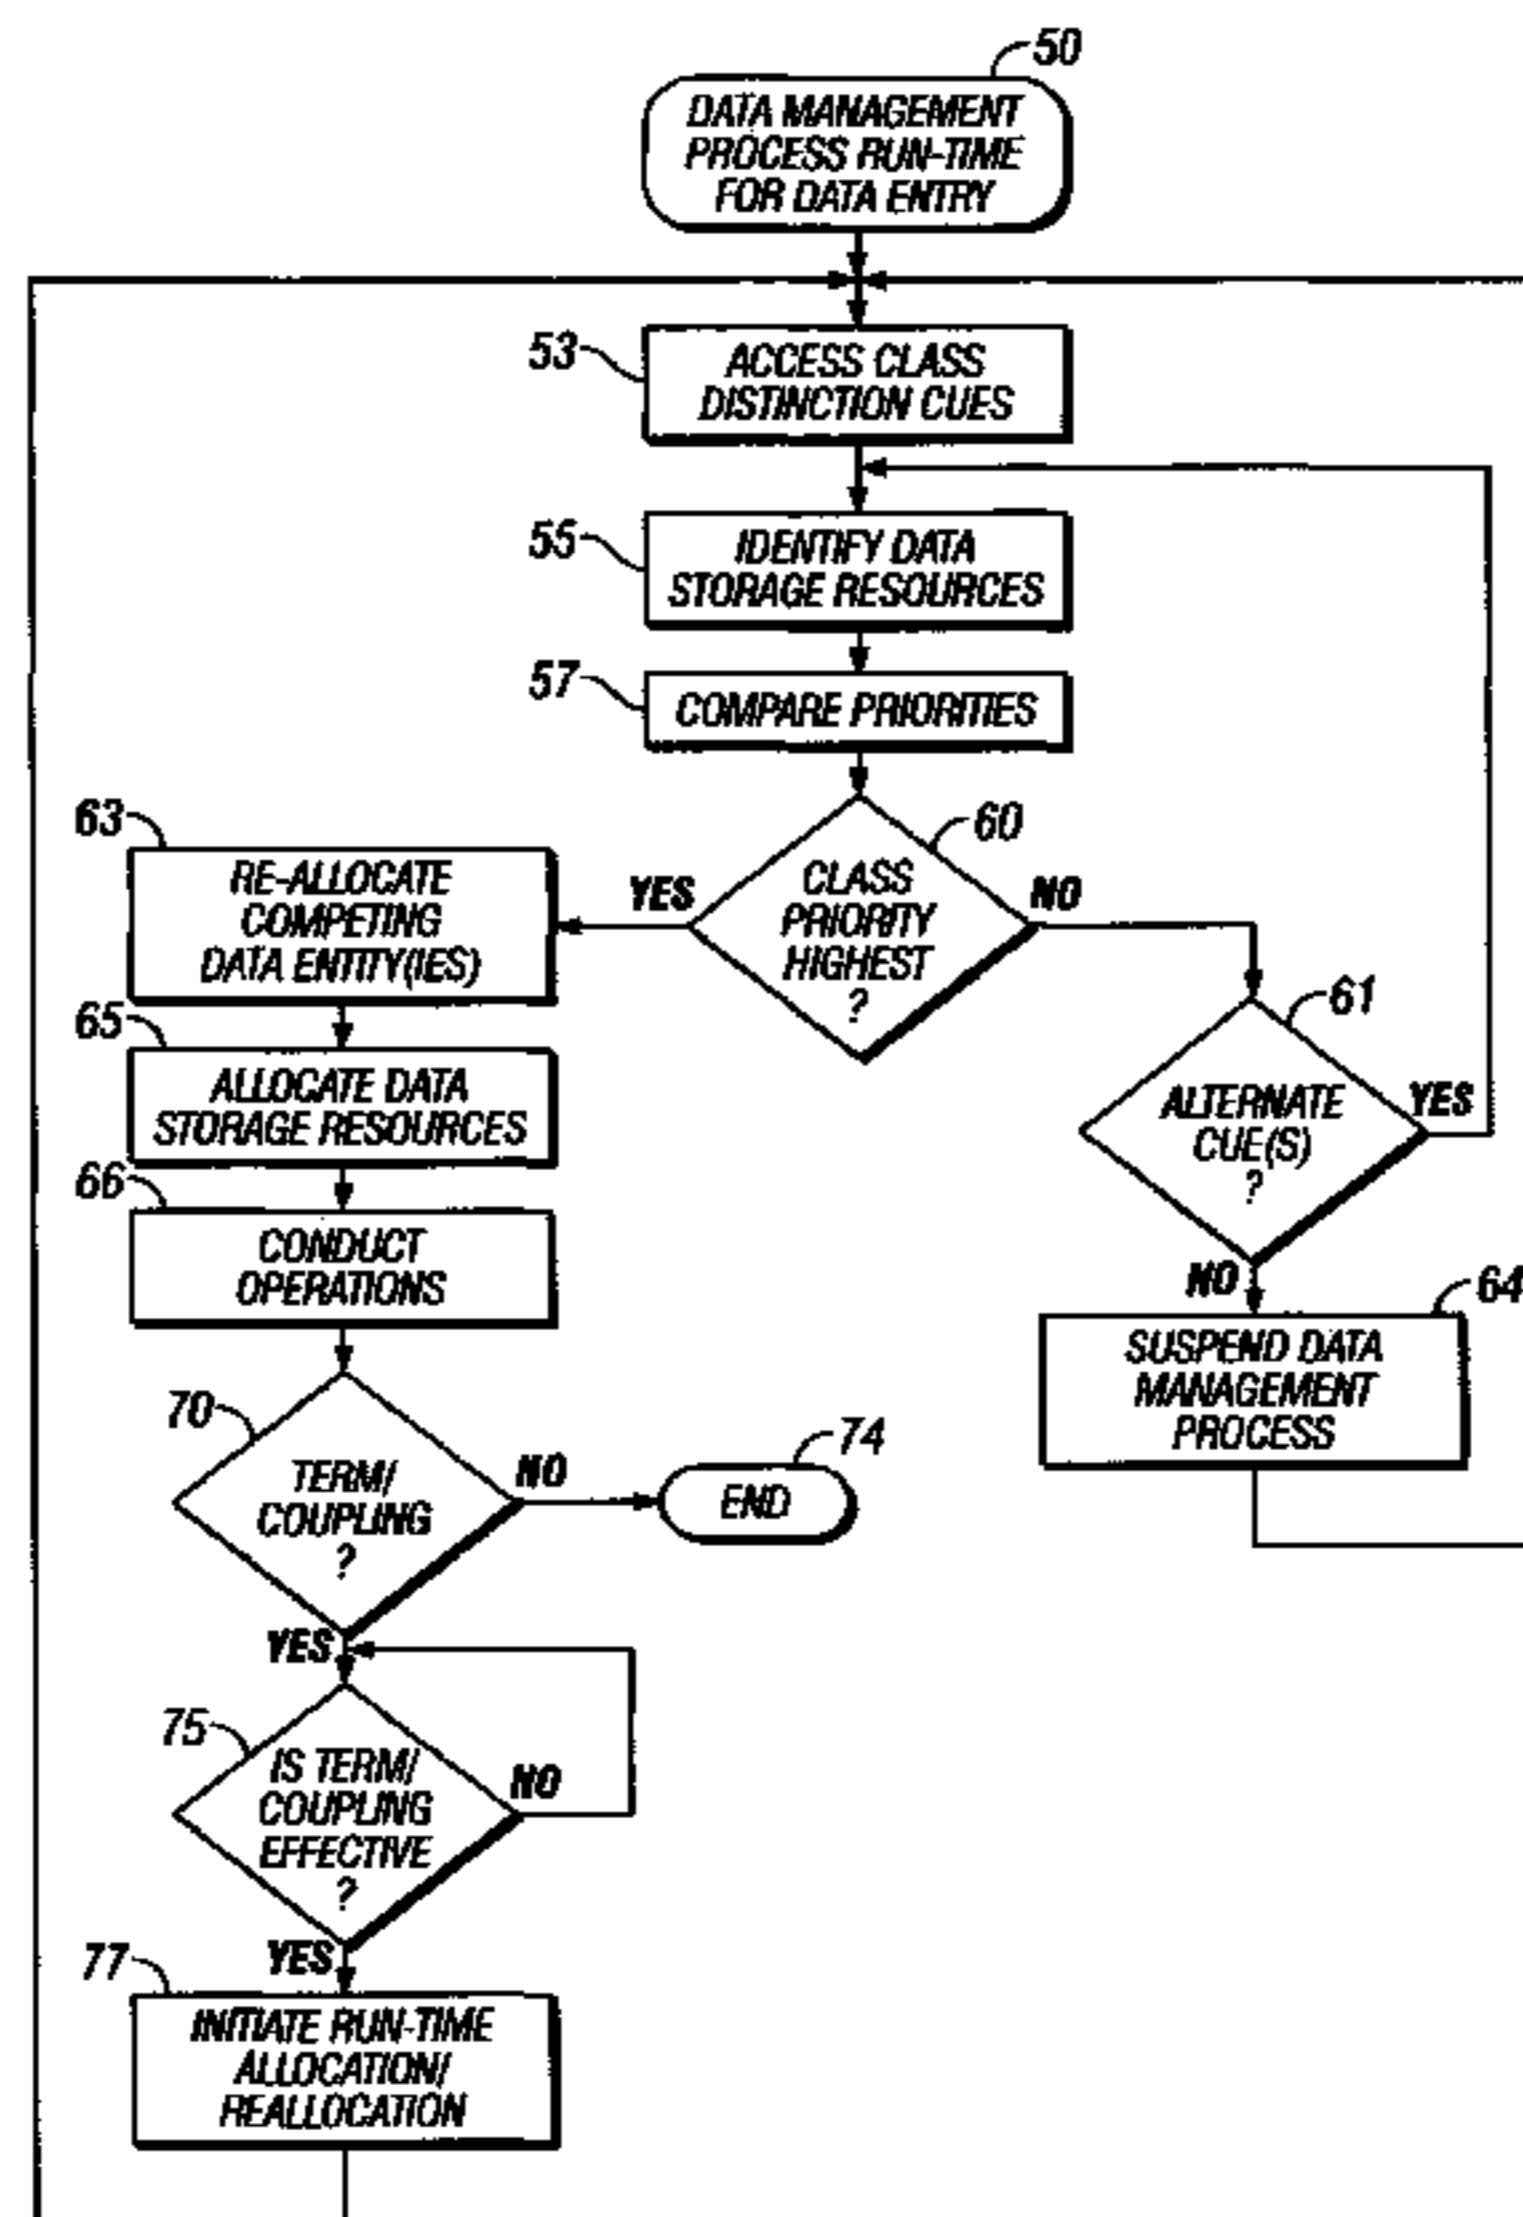 50
DATA MANAGEMENT
PROCESS RUN-TIME
FOR DATA ENTRY
53
ACCESS CLASS
DISTINCTION CUES
55
IDENTIFY DATA
STORAGE RESOURCES
57
COMPARE PRIORITIES
60
CLASS
PRIORITY
HIGHEST
?
YES
NO
63
RE-ALLOCATE
COMPETING
DATA ENTITY(IES)
61
ALTERNATE
CUE(S)
?
YES
NO
65
ALLOCATE DATA
STORAGE RESOURCES
66
CONDUCT
OPERATIONS
64
SUSPEND DATA
MANAGEMENT
PROCESS
70
TERM/
COUPLING
?
NO
74
END
YES
75
IS TERM/
COUPLING
EFFECTIVE
?
NO
YES
77
INITIATE RUN-TIME
ALLOCATION/
REALLOCATION